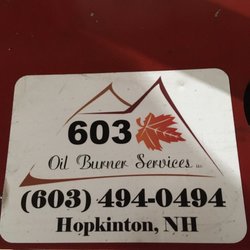 603
Oil Burner Services LLC
(603) 494-0494
Hopkinton, NH